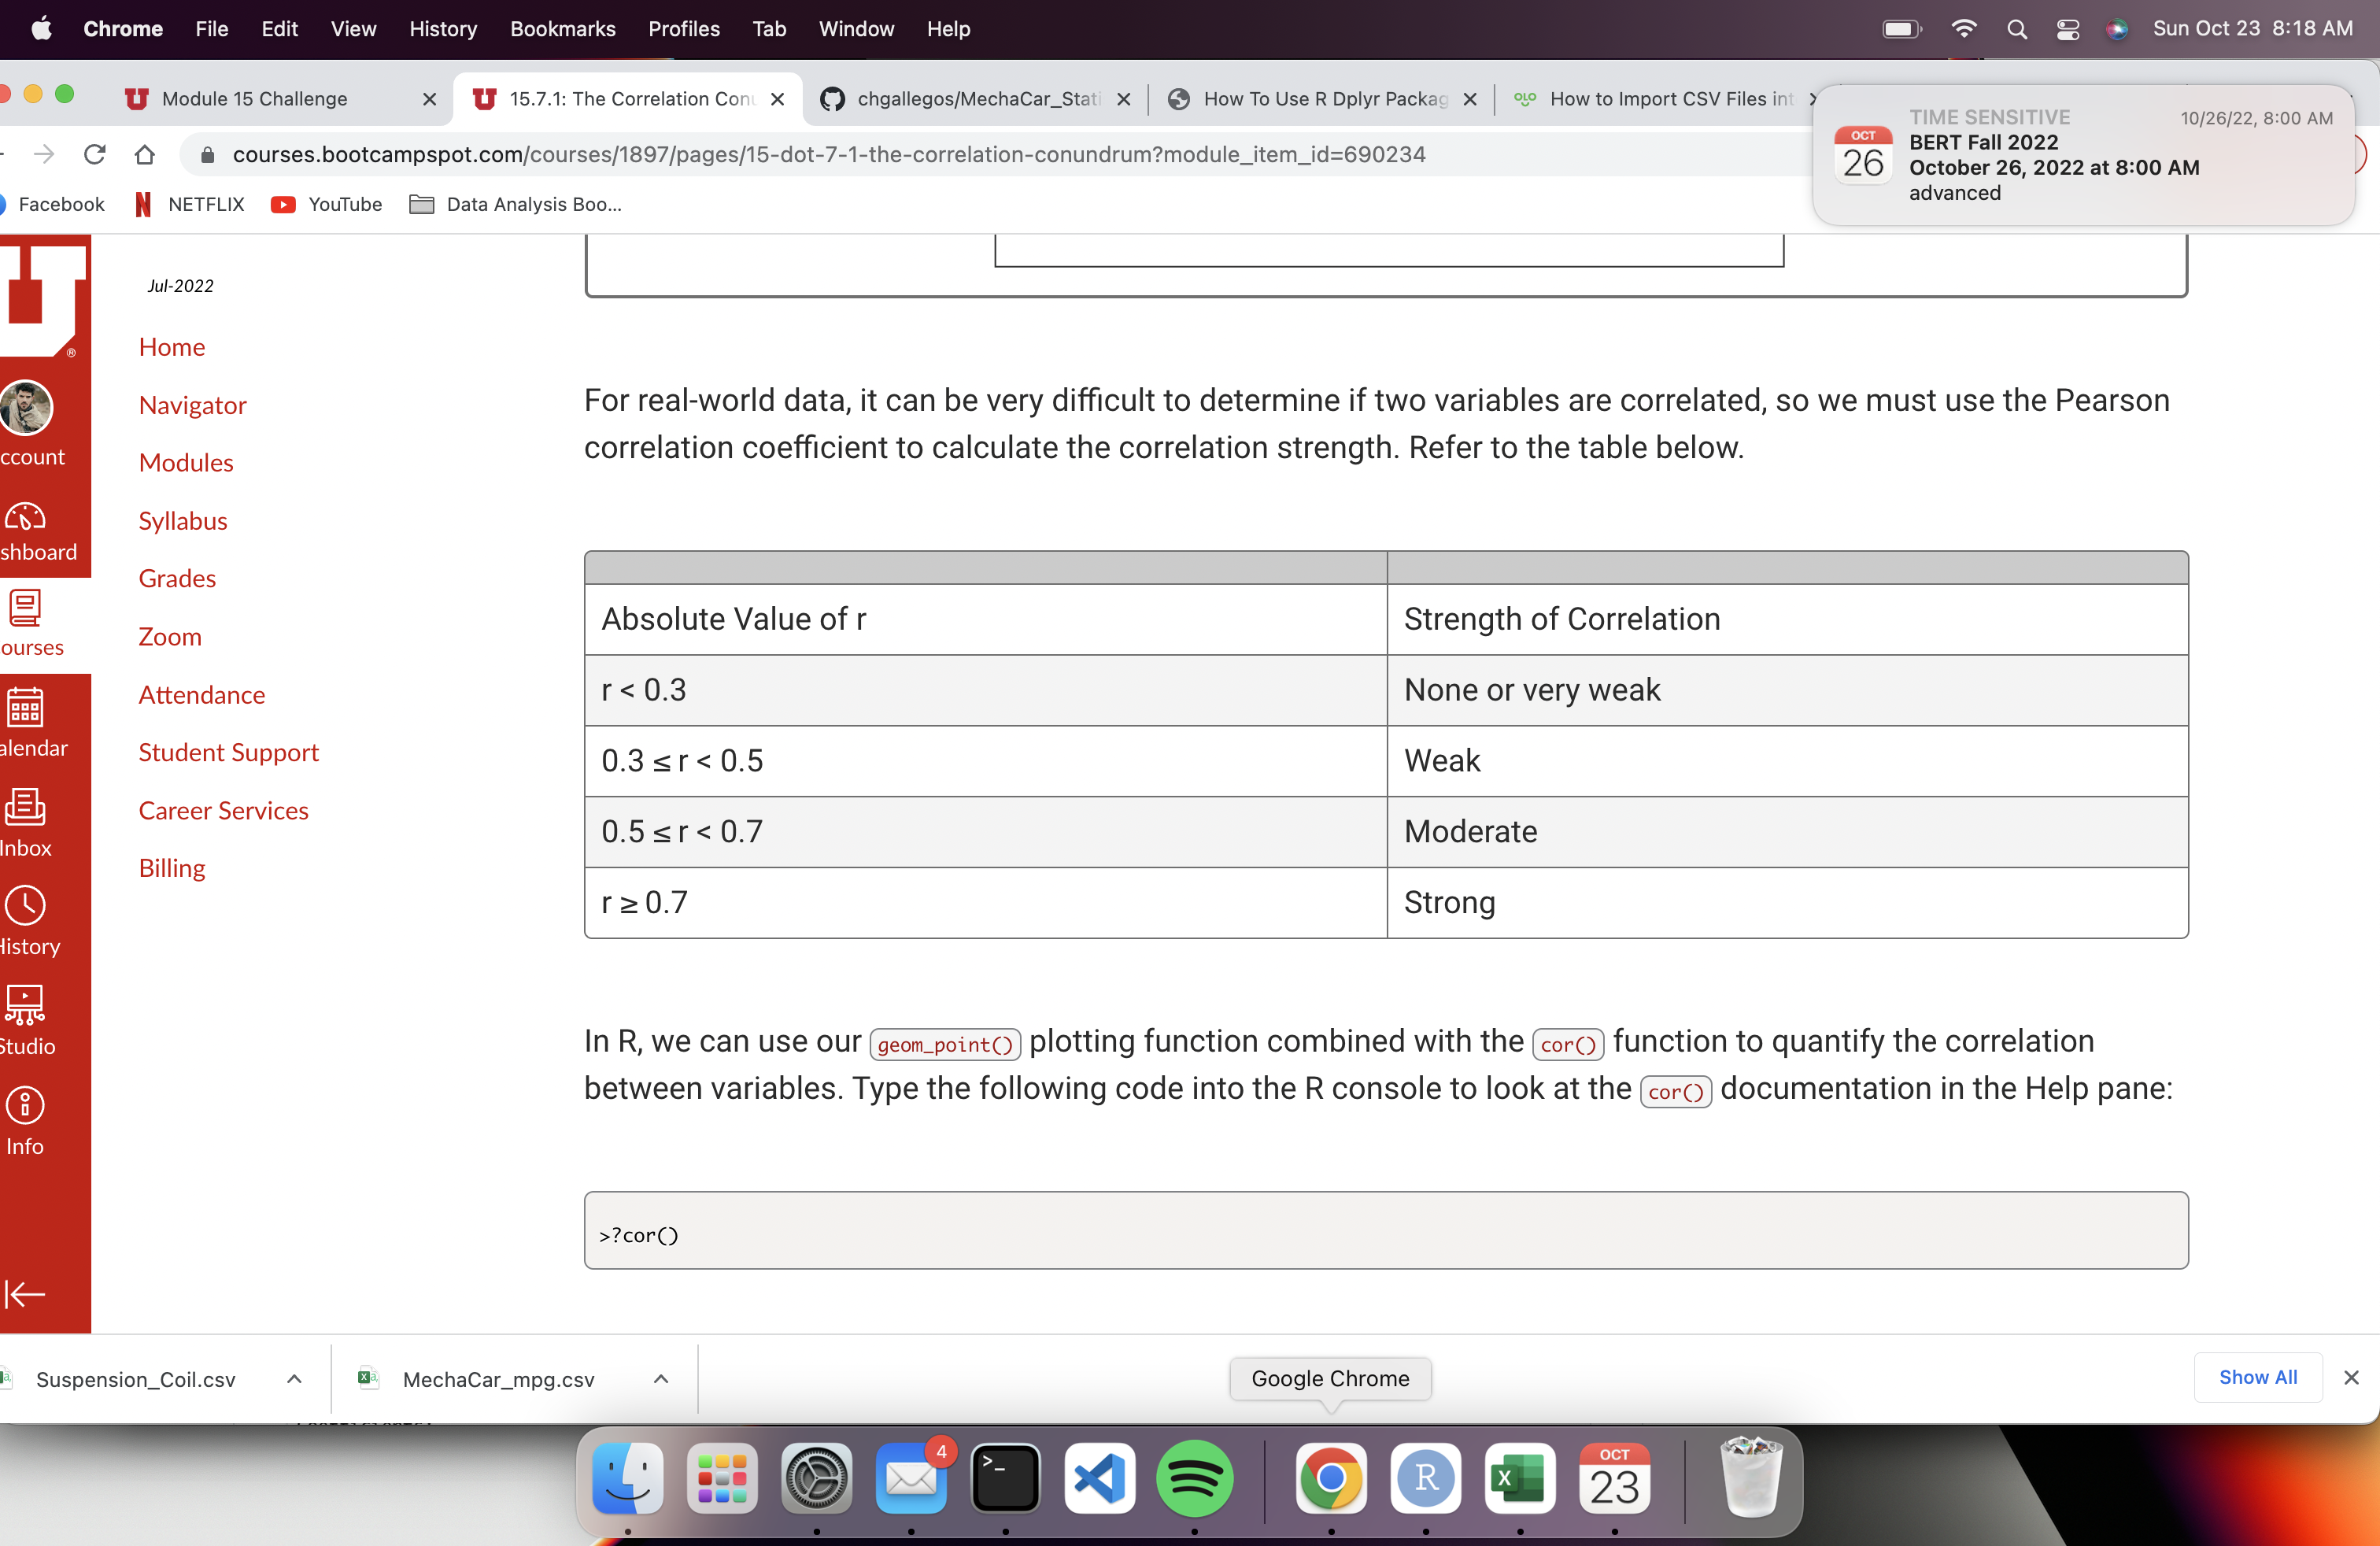 Chrome File Edit View History Bookmarks Profiles Tab Window Help Sun Oct 23 8:18 AM
Module 15 Challenge 15.7.1: The Correlation Con chgallegos/MechaCar_Stati How To Use R Dplyr Packag How to Import CSV Files int
TIME SENSITIVE 10/26/22, 8:00 AM
OCT 26
BERT Fall 2022
October 26, 2022 at 8:00 AM
advanced
courses.bootcampspot.com/courses/1897/pages/15-dot-7-1-the-correlation-conundrum?module_item_id=690234
Facebook NETFLIX YouTube Data Analysis Boo...
Jul-2022
Home
Navigator
Modules
Syllabus
Grades
Zoom
Attendance
Student Support
Career Services
Billing
ccount
shboard
ourses
alendar
Inbox
History
Studio
Info
For real-world data, it can be very difficult to determine if two variables are correlated, so we must use the Pearson
correlation coefficient to calculate the correlation strength. Refer to the table below.
Absolute Value of r Strength of Correlation
r < 0.3 None or very weak
0.3 ≤ r < 0.5 Weak
0.5 ≤ r < 0.7 Moderate
r ≥ 0.7 Strong
In R, we can use our geom_point() plotting function combined with the cor() function to quantify the correlation
between variables. Type the following code into the R console to look at the cor() documentation in the Help pane:
>?cor()
Suspension_Coil.csv MechaCar_mpg.csv Google Chrome Show All
4
OCT
23